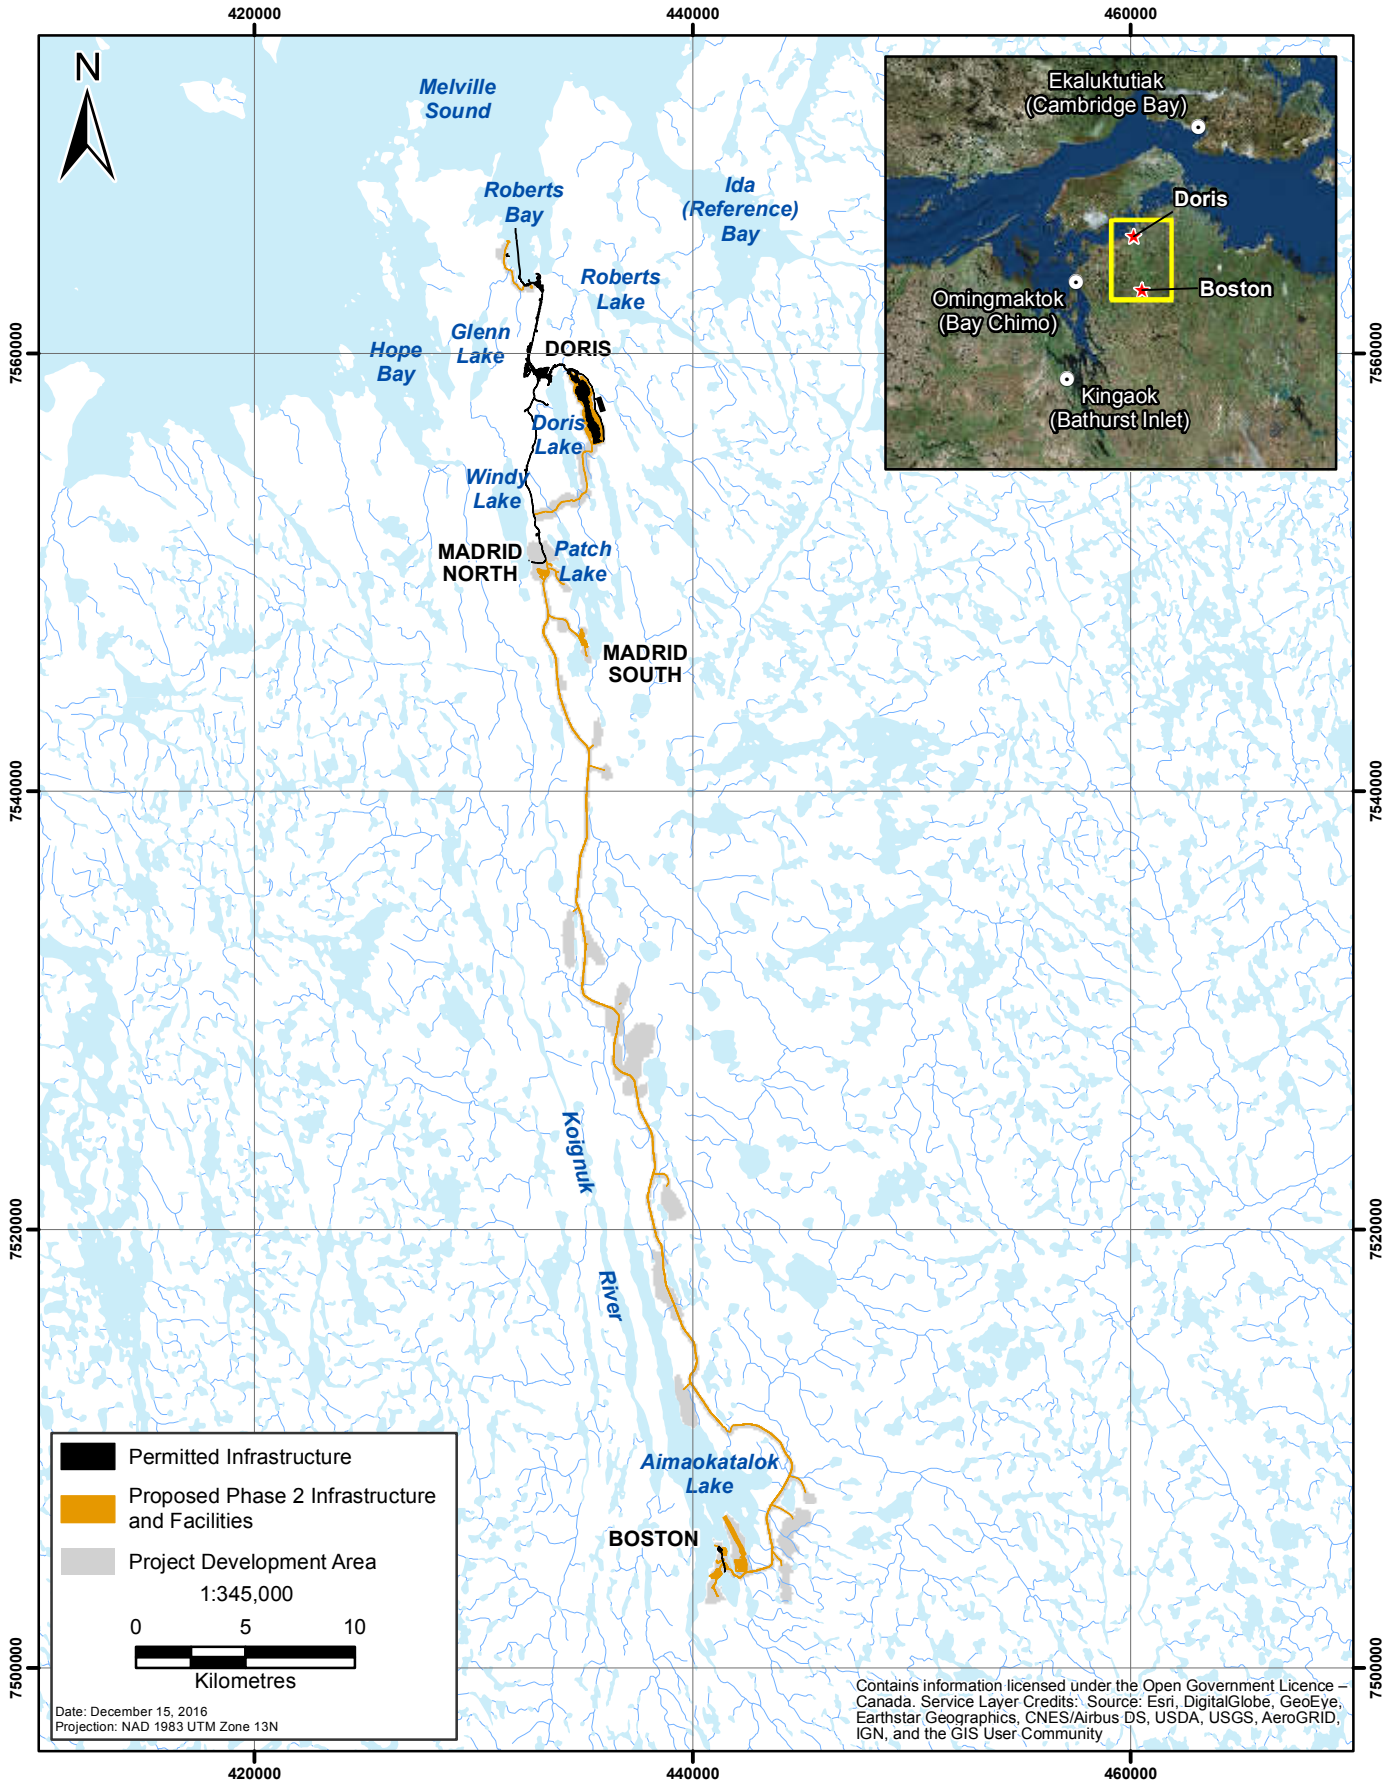 420000
440000
460000
N
Melville
Sound
Ekaluktutiak
(Cambridge Bay)
Roberts
Bay
Ida
(Reference)
Bay
Doris
Roberts
Lake
Boston
Omingmaktok
(Bay Chimo)
Glenn
Lake
Hope
Bay
DORIS
7560000
7560000
Kingaok
(Bathurst Inlet)
Doris
Lake
Windy
Lake
MADRID
NORTH
Patch
Lake
MADRID
SOUTH
7540000
7540000
Koignuk
River
7520000
7520000
Aimaokatalok
Lake
BOSTON
Permitted Infrastructure
Proposed Phase 2 Infrastructure
and Facilities
Project Development Area
1:345,000
0 5 10
Kilometres
7500000
7500000
Date: December 15, 2016
Projection: NAD 1983 UTM Zone 13N
Contains information licensed under the Open Government Licence –
Canada. Service Layer Credits: Source: Esri, DigitalGlobe, GeoEye,
Earthstar Geographics, CNES/Airbus DS, USDA, USGS, AeroGRID,
IGN, and the GIS User Community
420000
440000
460000